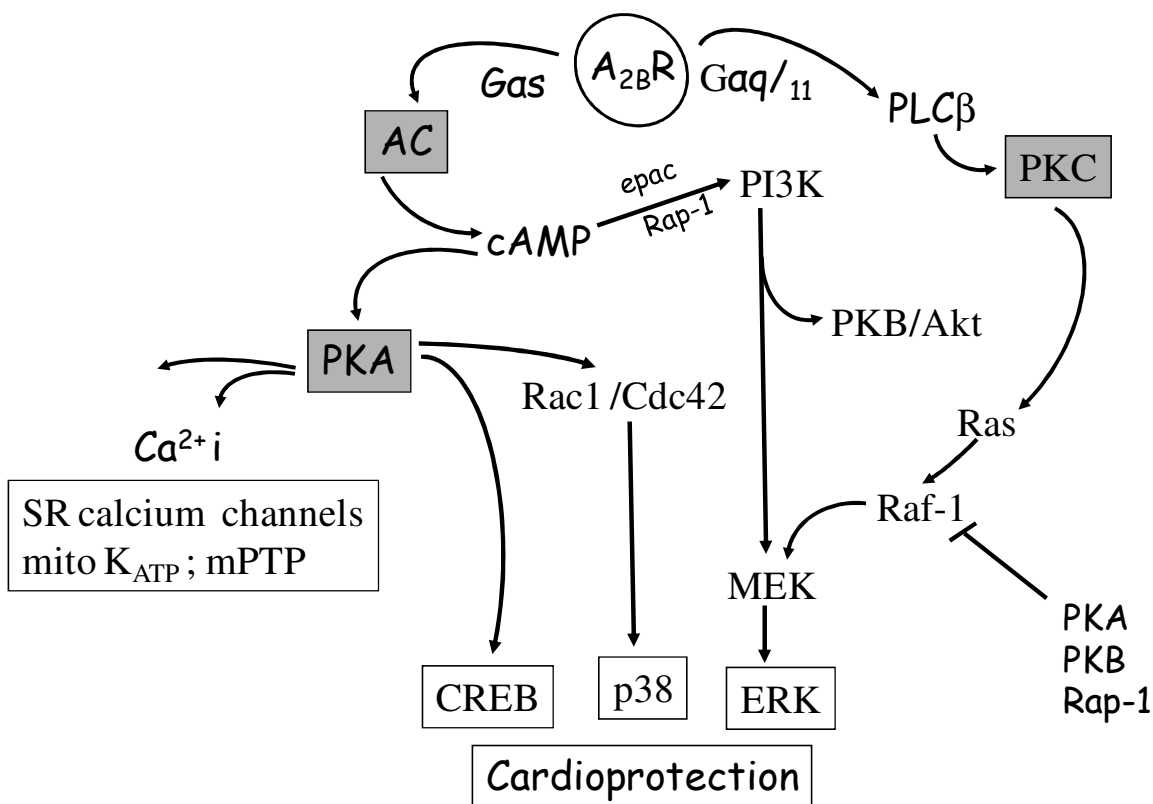 A2BR
Gas
Gaq/11
AC
PLCβ
PKC
epac
Rap-1
PI3K
cAMP
PKB/Akt
PKA
Rac1 /Cdc42
Ras
Ca2+i
SR calcium channels
mito KATP ; mPTP
Raf-1
MEK
PKA
PKB
Rap-1
CREB
p38
ERK
Cardioprotection